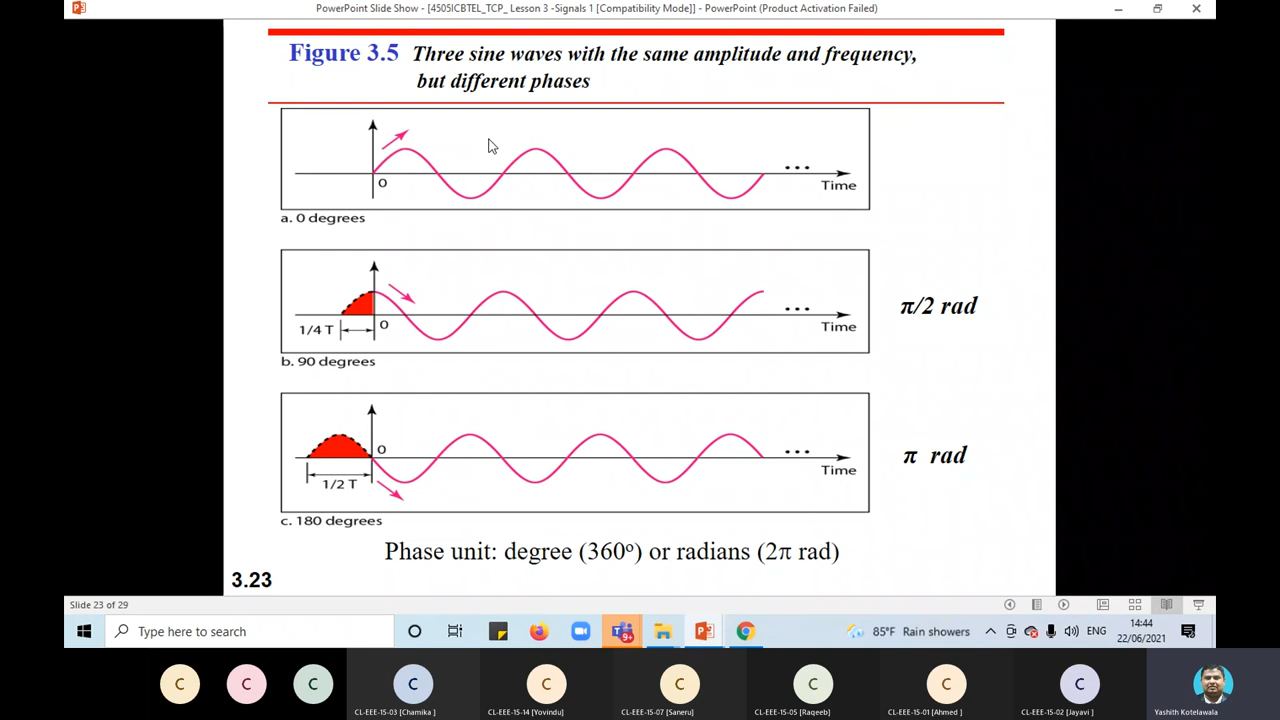 PowerPoint Slide Show - [4505ICBTEL_TCP_ Lesson 3 -Signals 1 [Compatibility Mode]] - PowerPoint (Product Activation Failed)
Figure 3.5 Three sine waves with the same amplitude and frequency,
but different phases
0
Time
a. 0 degrees
1/4 T
0
Time
π/2 rad
b. 90 degrees
0
1/2 T
Time
π rad
c. 180 degrees
Phase unit: degree (360º) or radians (2π rad)
3.23
Slide 23 of 29
Type here to search
9+
85°F Rain showers
ENG
14:44
22/06/2021
C
C
C
C
C
C
C
C
C
CL-EEE-15-03 [Chamika ]
CL-EEE-15-14 [Yovindu]
CL-EEE-15-07 [Saneru]
CL-EEE-15-05 [Raqeeb]
CL-EEE-15-01 [Ahmed ]
CL-EEE-15-02 [Jayavi ]
Yashith Kotelawala